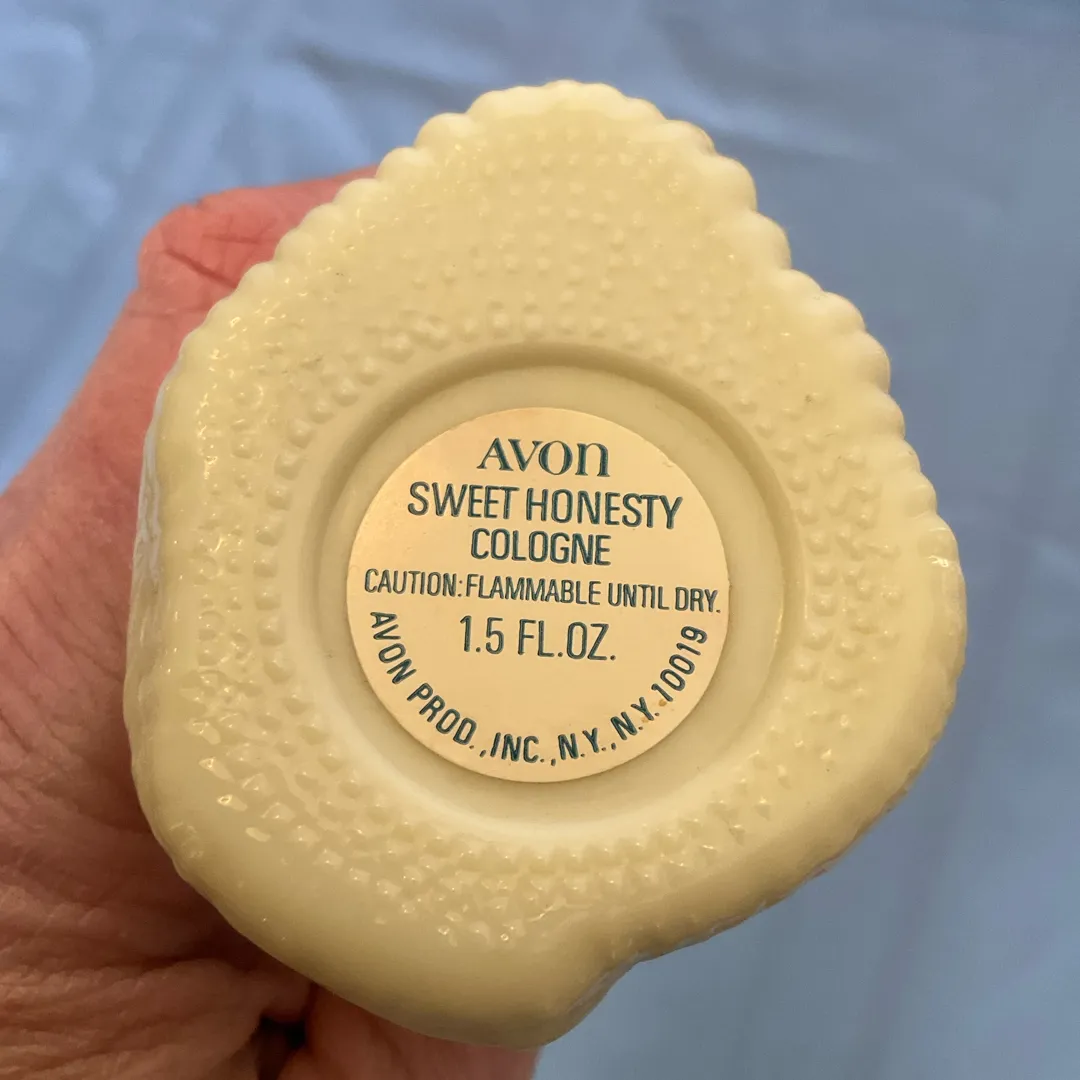 AVON
SWEET HONESTY
COLOGNE
CAUTION: FLAMMABLE UNTIL DRY.
1.5 FL.OZ.
AVON PROD., INC., N.Y., N.Y. 10019